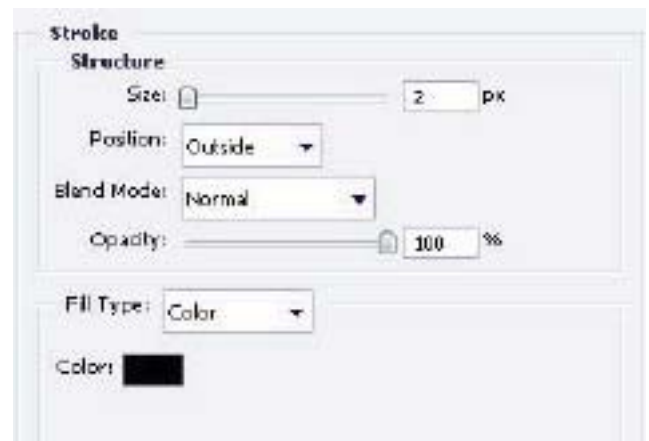 Stroke
Structure
Size: 2 px
Position: Outside
Blend Mode: Normal
Opacity: 100 %
Fill Type: Color
Color: